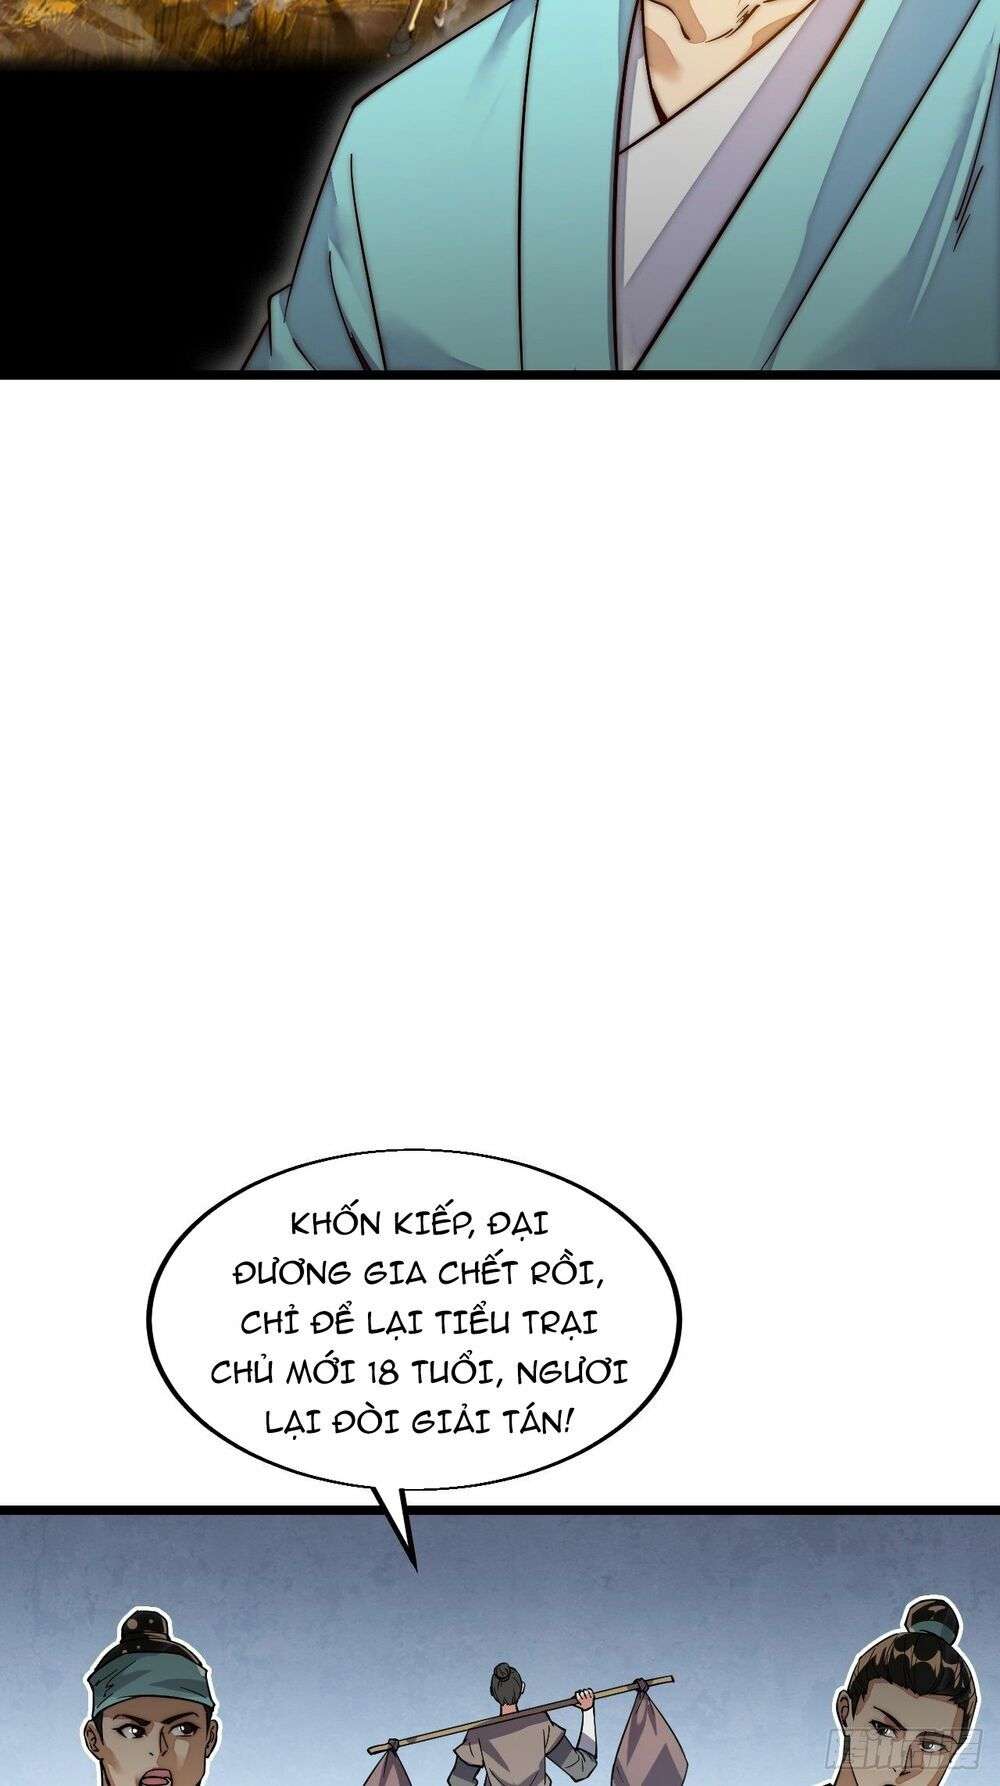 KHỐN KIẾP, ĐẠI
ĐƯƠNG GIA CHẾT RỒI,
CHỈ ĐỂ LẠI TIỂU TRẠI
CHỦ MỚI 18 TUỔI, NGƯƠI
LẠI ĐÒI GIẢI TÁN!